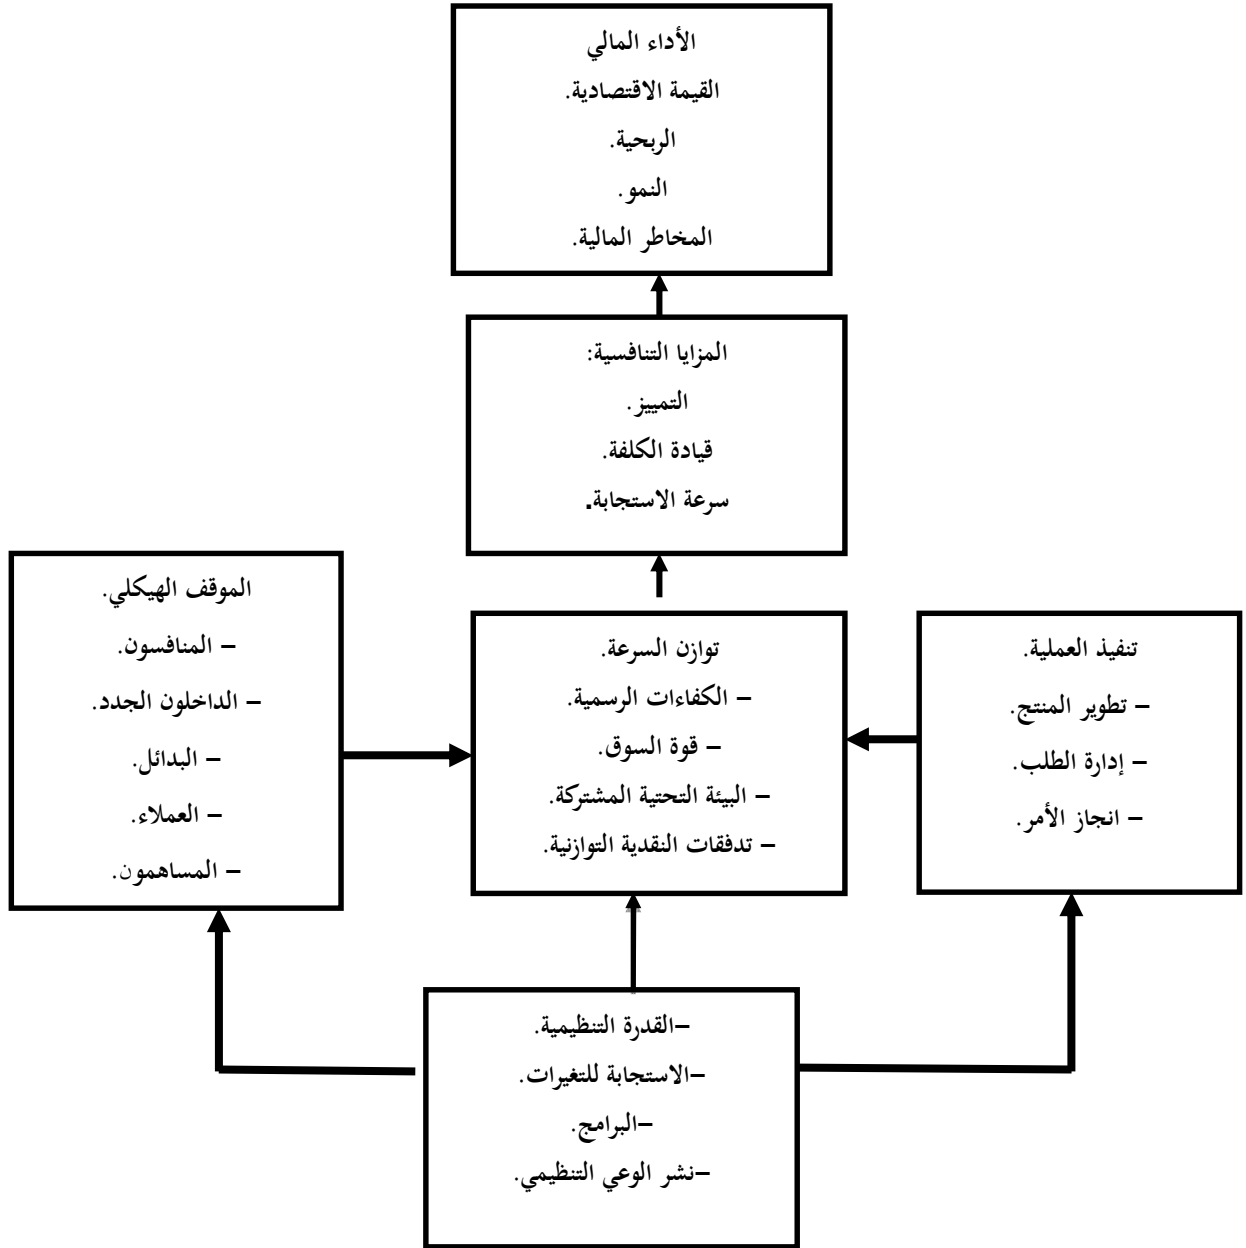 الأداء المالي
القيمة الاقتصادية.
الربحية.
النمو.
المخاطر المالية.
المزايا التنافسية:
التمييز.
قيادة الكلفة.
سرعة الاستجابة.
تنفيذ العملية.
– تطوير المنتج.
– إدارة الطلب.
– انجاز الأمر.
توازن السرعة.
– الكفاءات الرسمية.
– قوة السوق.
– البيئة التحتية المشتركة.
– تدفقات النقدية التوازنية.
الموقف الهيكلي.
– المنافسون.
– الداخلون الجدد.
– البدائل.
– العملاء.
– المساهمون.
–القدرة التنظيمية.
–الاستجابة للتغيرات.
–البرامج.
–نشر الوعي التنظيمي.